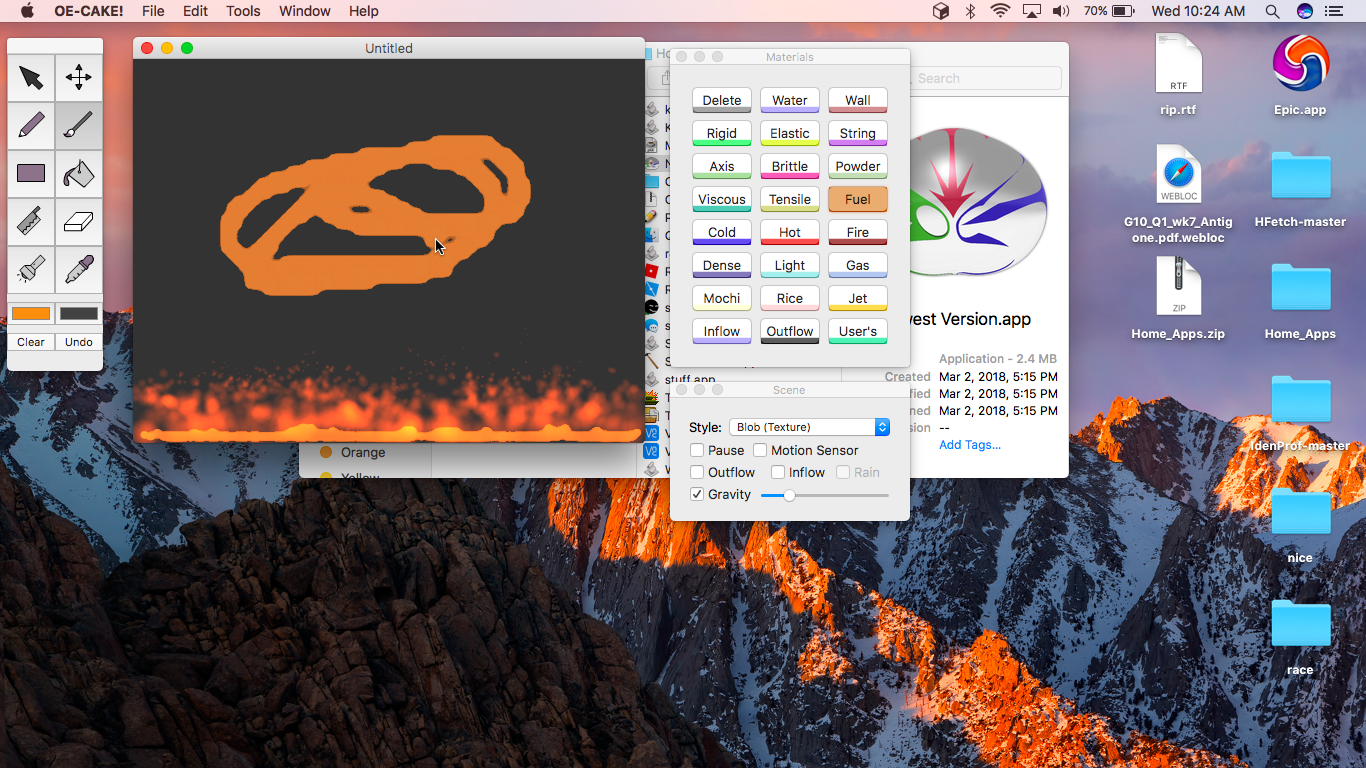 OE-CAKE! File Edit Tools Window Help
70% Wed 10:24 AM
Clear Undo
Untitled
Search
Materials
Delete Water Wall
Rigid Elastic String
Axis Brittle Powder
Viscous Tensile Fuel
Cold Hot Fire
Dense Light Gas
Mochi Rice Jet
Inflow Outflow User's
stuff.app
Orange
Yellow
Scene
Style: Blob (Texture)
Pause Motion Sensor
Outflow Inflow Rain
Gravity
est Version.app
Application - 2.4 MB
Created Mar 2, 2018, 5:15 PM
Mar 2, 2018, 5:15 PM
Mar 2, 2018, 5:15 PM
--
Add Tags...
RTF
rip.rtf
Epic.app
WEBLOC
G10_Q1_wk7_Antig
one.pdf.webloc
HFetch-master
ZIP
Home_Apps.zip
Home_Apps
IdenProf-master
nice
race